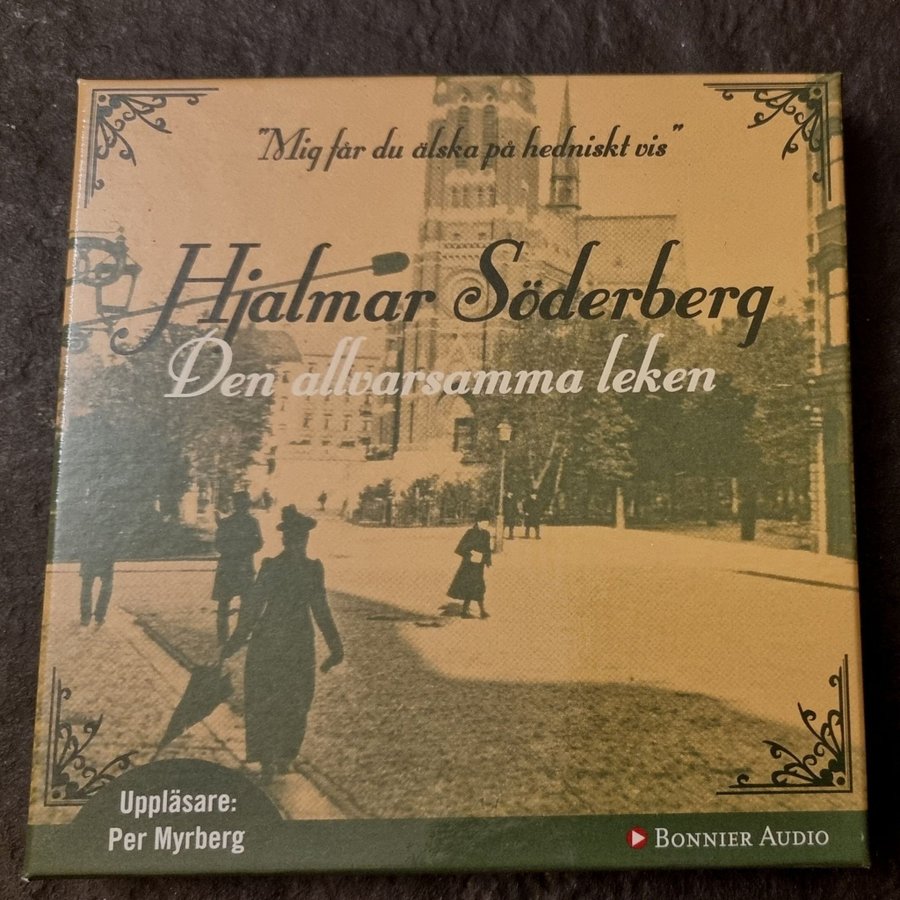 "Mig får du älska på hedniskt vis"
Hjalmar Söderberg
Den allvarsamma leken
Uppläsare:
Per Myrberg
BONNIER AUDIO